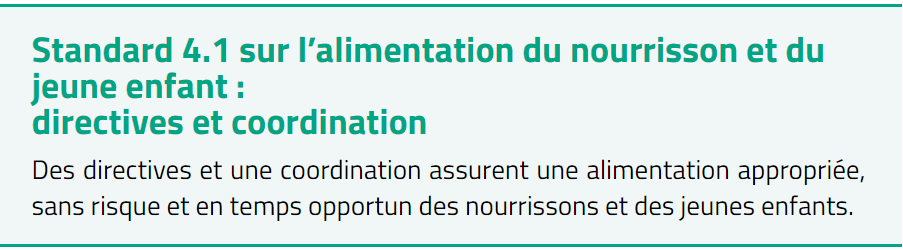 Standard 4.1 sur l’alimentation du nourrisson et du
jeune enfant :
directives et coordination
Des directives et une coordination assurent une alimentation appropriée,
sans risque et en temps opportun des nourrissons et des jeunes enfants.